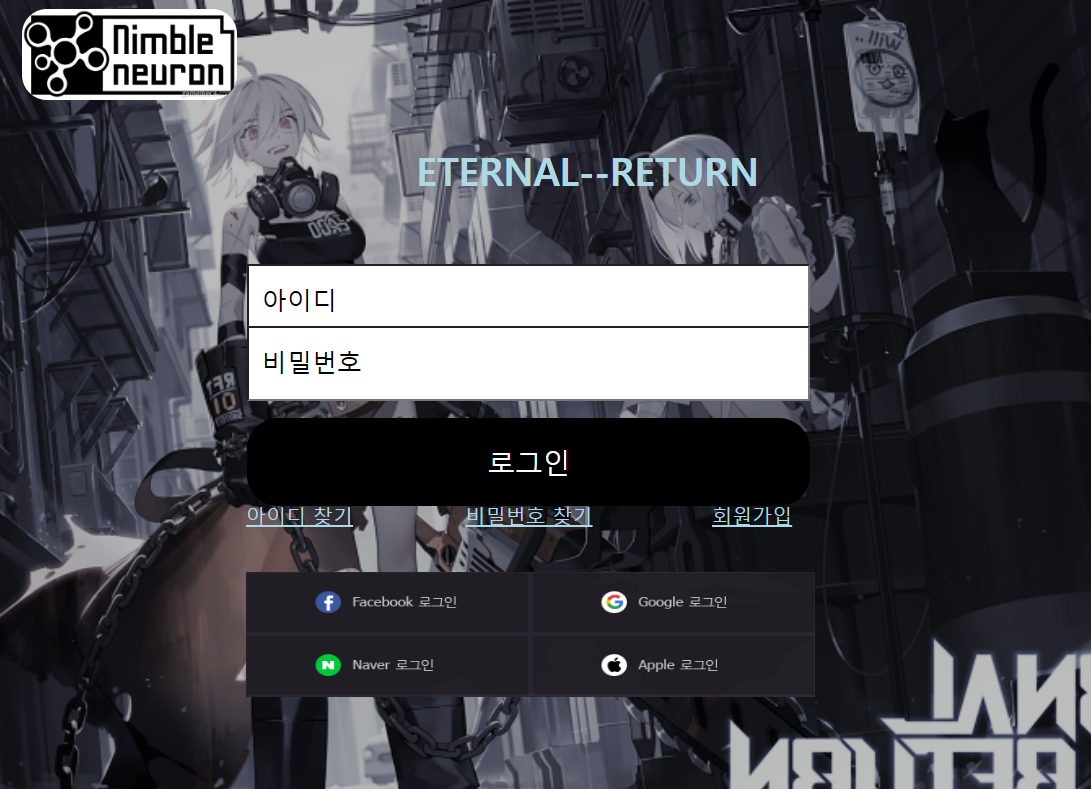 Nimble
neuron
ETERNAL--RETURN
아이디
비밀번호
로그인
아이디 찾기 비밀번호 찾기 회원가입
Facebook 로그인 Google 로그인
Naver 로그인 Apple 로그인
RETURN